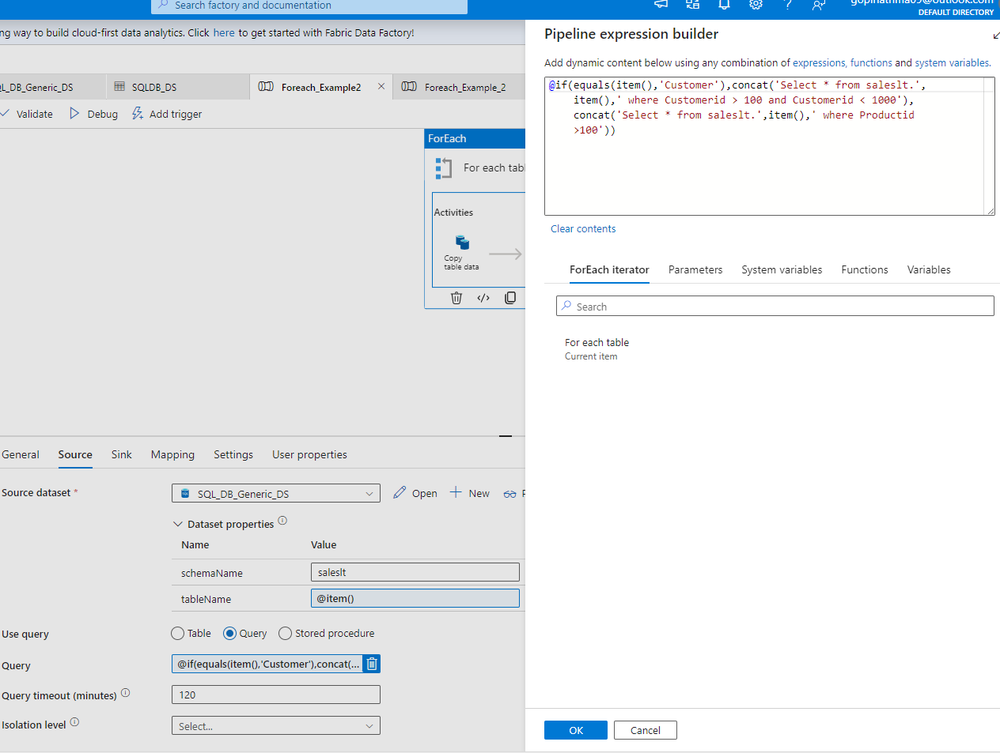 Search factory and documentation
DEFAULT DIRECTORY
ng way to build cloud-first data analytics. Click here to get started with Fabric Data Factory!
L_DB_Generic_DS
SQLDB_DS
Foreach_Example2
Foreach_Example_2
Validate
Debug
Add trigger
ForEach
For each tabl
Activities
Copy
table data
General
Source
Sink
Mapping
Settings
User properties
Source dataset *
SQL_DB_Generic_DS
Open
New
Dataset properties
Name
Value
schemaName
saleslt
tableName
@item()
Use query
Table
Query
Stored procedure
Query
@if(equals(item(),'Customer'),concat(...
Query timeout (minutes)
120
Isolation level
Select...
Pipeline expression builder
Add dynamic content below using any combination of expressions, functions and system variables.
@if(equals(item(),'Customer'),concat('Select * from saleslt.',
item(),' where Customerid > 100 and Customerid < 1000'),
concat('Select * from saleslt.',item(),' where Productid
>100'))
Clear contents
ForEach iterator
Parameters
System variables
Functions
Variables
Search
For each table
Current item
OK
Cancel